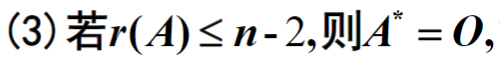 (3)若r(A)≤n-2,则A* = O,